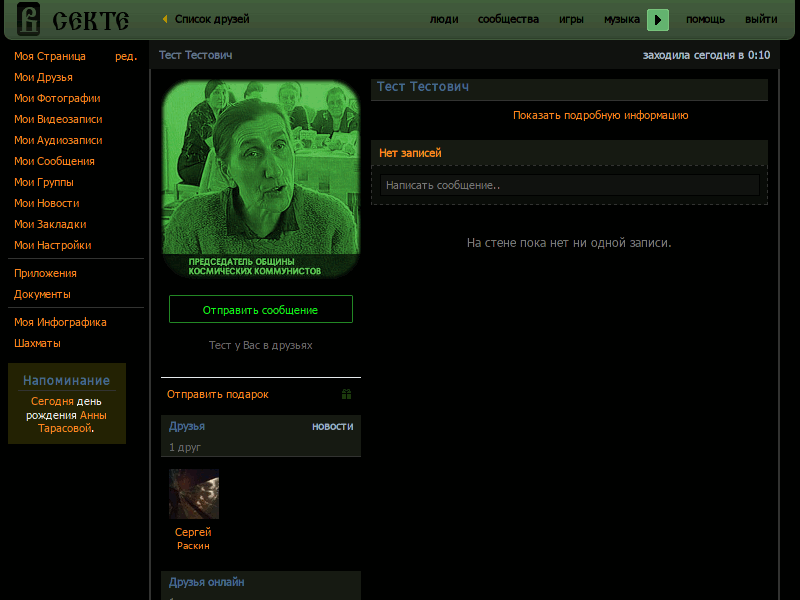 В СЕКТЕ
Список друзей
люди
сообщества
игры
музыка
помощь
выйти
Моя Страница
ред.
Мои Друзья
Мои Фотографии
Мои Видеозаписи
Мои Аудиозаписи
Мои Сообщения
Мои Группы
Мои Новости
Мои Закладки
Мои Настройки
Приложения
Документы
Моя Инфографика
Шахматы
Напоминание
Сегодня день
рождения Анны
Тарасовой.
Тест Тестович
заходила сегодня в 0:10
ПРЕДСЕДАТЕЛЬ ОБЩИНЫ
КОСМИЧЕСКИХ КОММУНИСТОВ
Отправить сообщение
Тест у Вас в друзьях
Отправить подарок
Друзья
новости
1 друг
Сергей
Раскин
Друзья онлайн
Тест Тестович
Показать подробную информацию
Нет записей
Написать сообщение..
На стене пока нет ни одной записи.